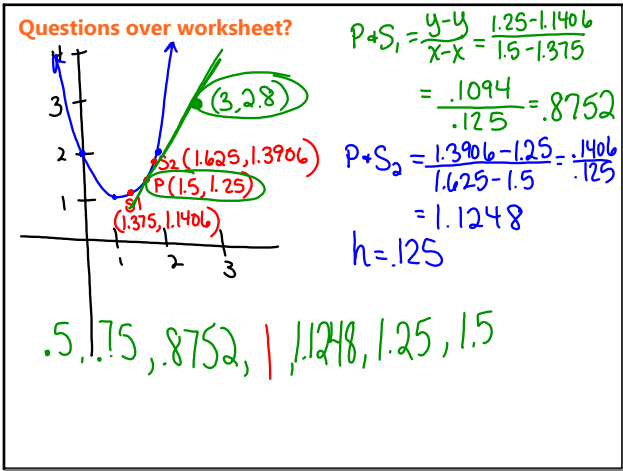 Questions over worksheet?
P+S₁ = y-y/x-x = 1.25-1.1406/1.5-1.375
= .1094/.125 = .8752
P+S₂ = 1.3906-1.25/1.625-1.5 = .1406/.125
= 1.1248
h=.125
3
2
1
(3,2.8)
S₂ (1.625,1.3906)
P(1.5,1.25)
S1
(1.375,1.1406)
1 2 3
.5, .75, .8752, 1, 1.1248, 1.25, 1.5